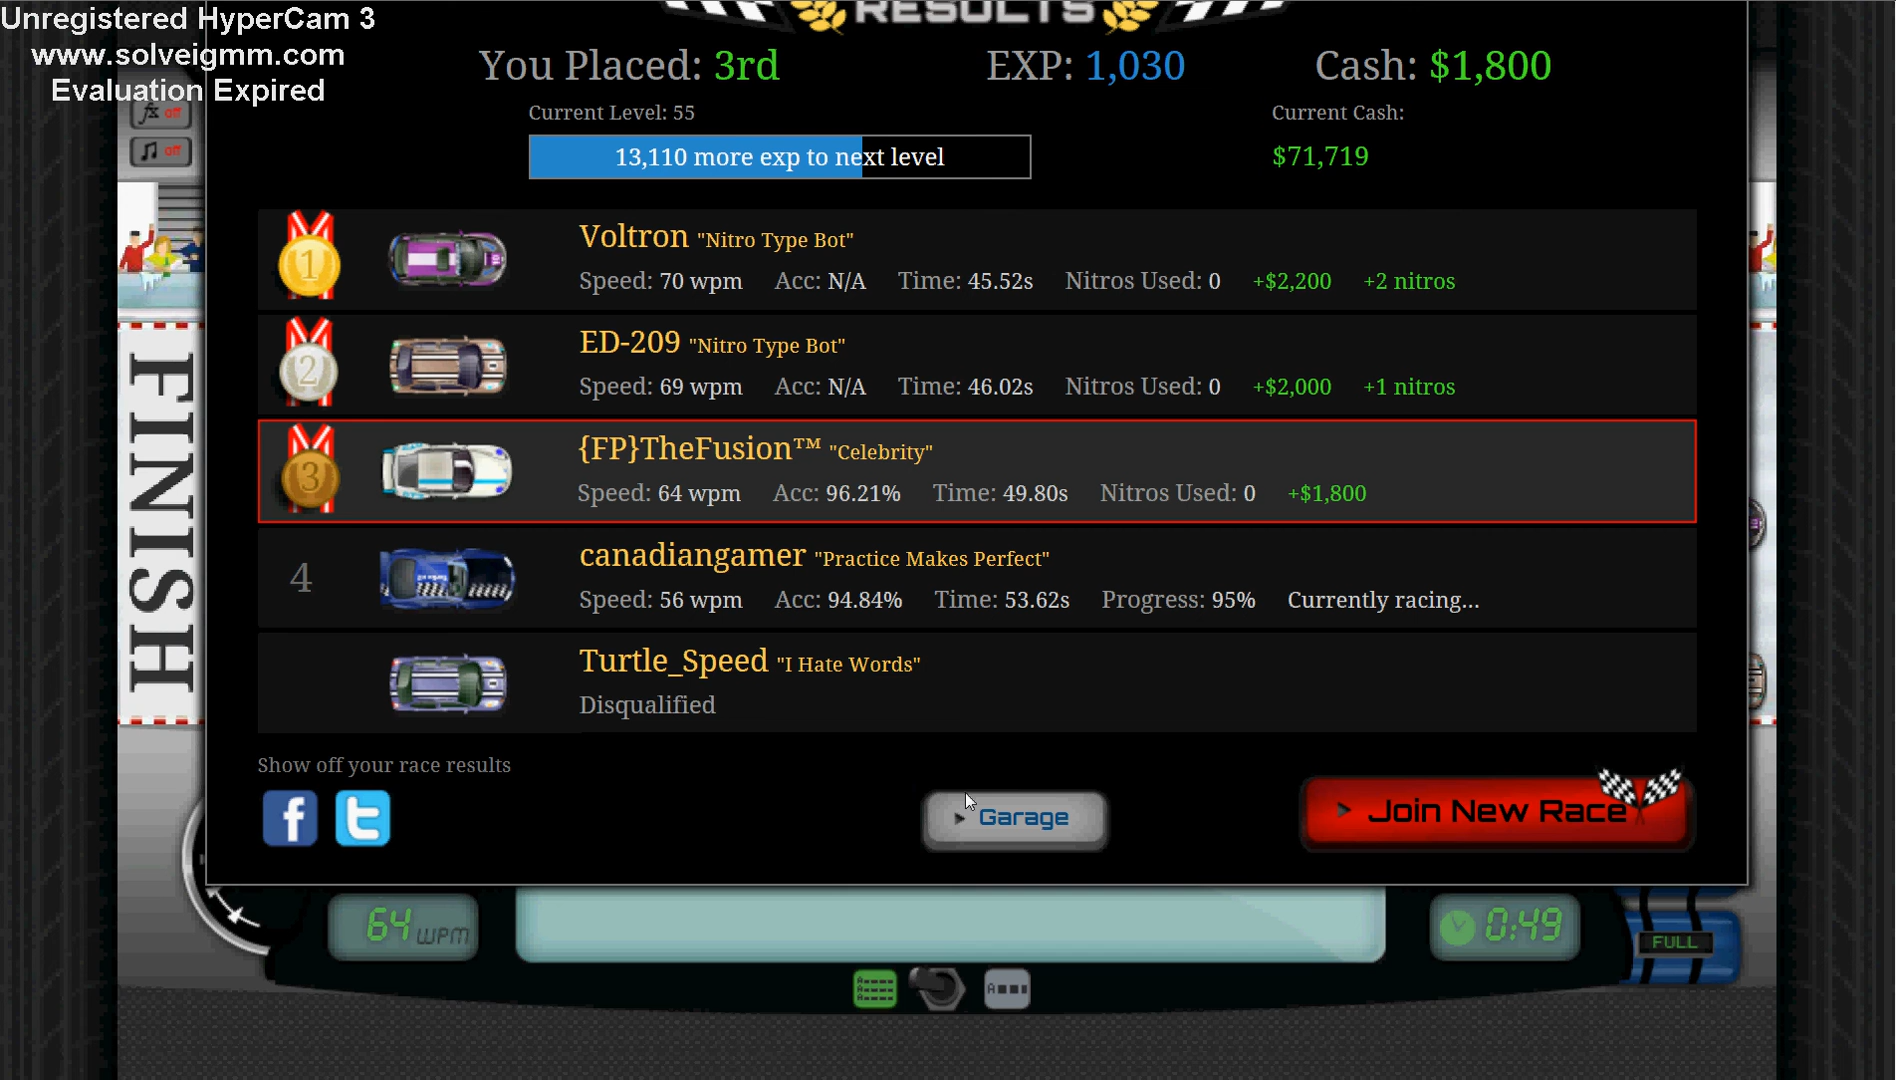 Unregistered HyperCam 3
www.solveigmm.com
Evaluation Expired
RESULTS
You Placed: 3rd EXP: 1,030 Cash: $1,800
Current Level: 55 Current Cash:
13,110 more exp to next level $71,719
fx off
off
1 Voltron "Nitro Type Bot"
Speed: 70 wpm Acc: N/A Time: 45.52s Nitros Used: 0 +$2,200 +2 nitros
2 ED-209 "Nitro Type Bot"
Speed: 69 wpm Acc: N/A Time: 46.02s Nitros Used: 0 +$2,000 +1 nitros
3 {FP}TheFusion™ "Celebrity"
Speed: 64 wpm Acc: 96.21% Time: 49.80s Nitros Used: 0 +$1,800
4 canadiangamer "Practice Makes Perfect"
Speed: 56 wpm Acc: 94.84% Time: 53.62s Progress: 95% Currently racing...
Turtle_Speed "I Hate Words"
Disqualified
FINISH
Show off your race results
f t Garage Join New Race
64 WPM 0:49 FULL